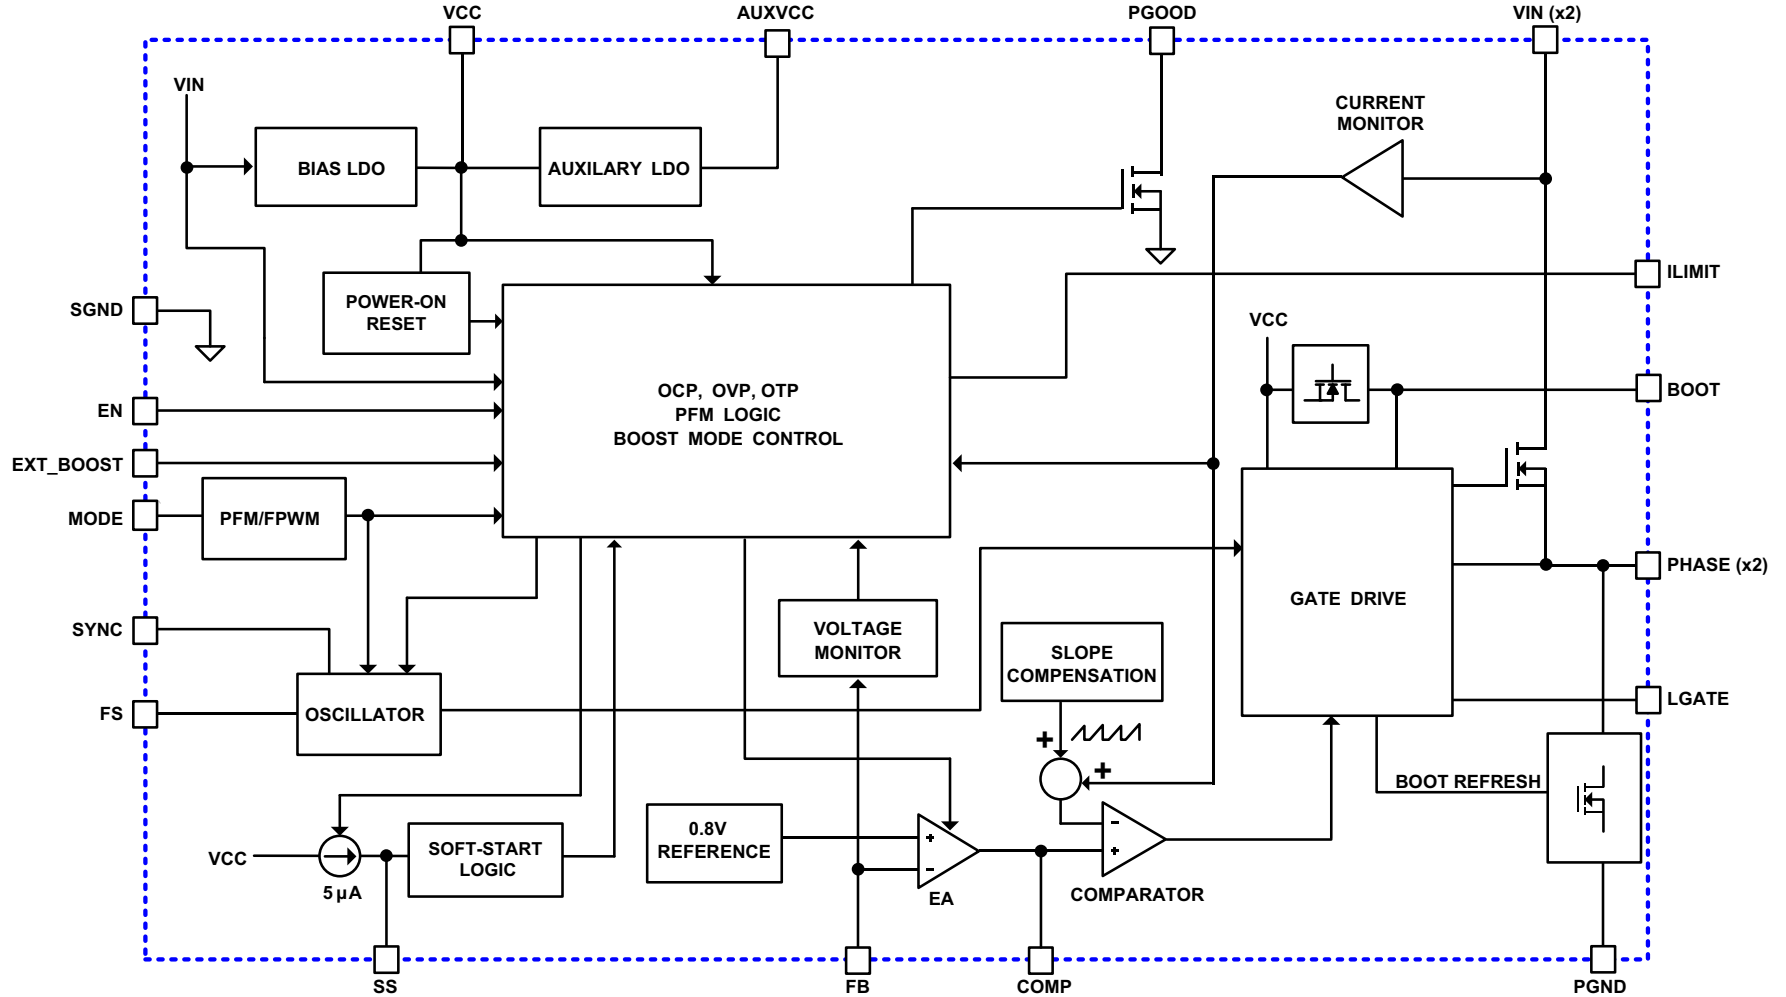 VCC
AUXVCC
PGOOD
VIN (x2)
VIN
CURRENT
MONITOR
BIAS LDO
AUXILARY LDO
ILIMIT
SGND
POWER-ON
RESET
VCC
BOOT
OCP, OVP, OTP
PFM LOGIC
BOOST MODE CONTROL
EN
EXT_BOOST
MODE
PFM/FPWM
PHASE (x2)
GATE DRIVE
SYNC
VOLTAGE
MONITOR
SLOPE
COMPENSATION
FS
OSCILLATOR
LGATE
+
+
BOOT REFRESH
0.8V
REFERENCE
+
-
EA
-
+
COMPARATOR
VCC
5 µA
SOFT-START
LOGIC
SS
FB
COMP
PGND